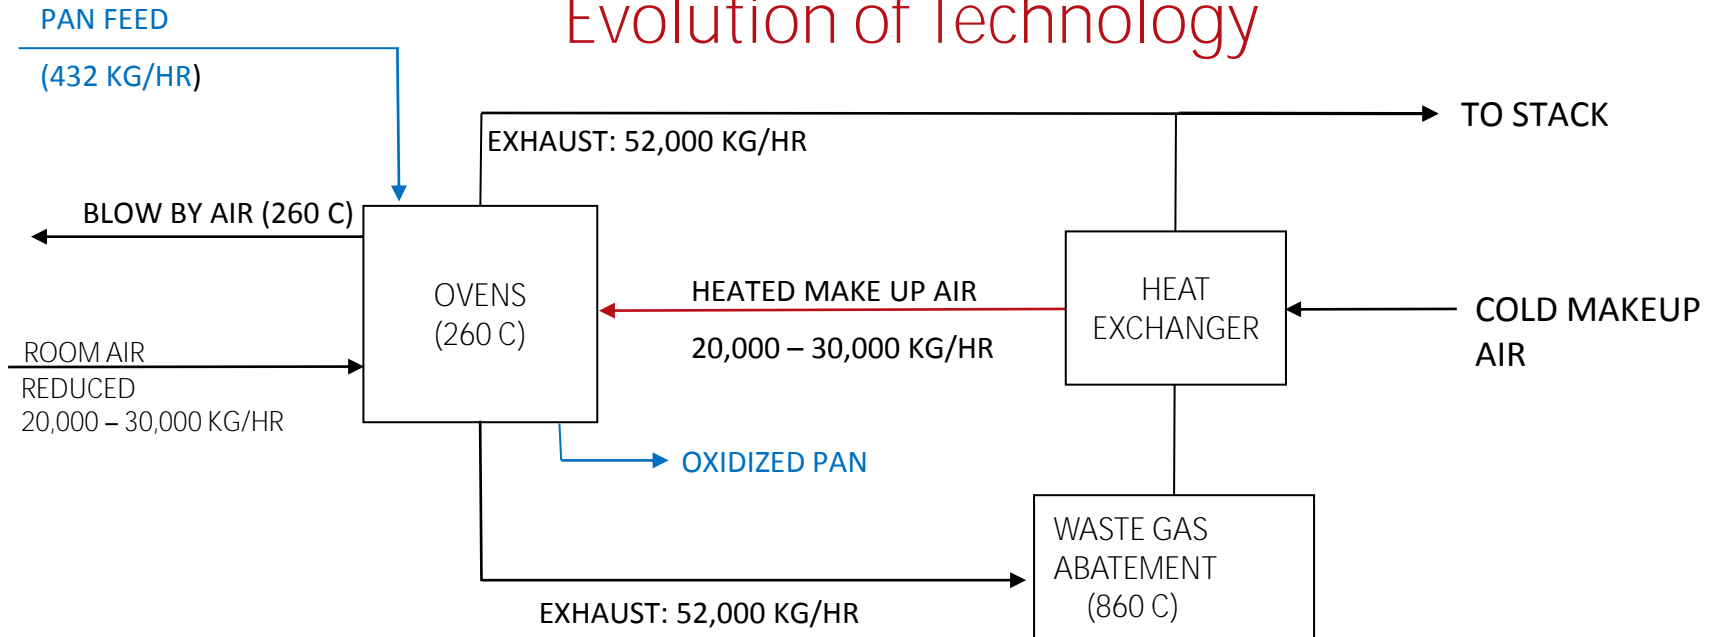 Evolution of Technology
PAN FEED
(432 KG/HR)
TO STACK
EXHAUST: 52,000 KG/HR
BLOW BY AIR (260 C)
OVENS
(260 C)
HEATED MAKE UP AIR
20,000 – 30,000 KG/HR
HEAT
EXCHANGER
COLD MAKEUP
AIR
ROOM AIR
REDUCED
20,000 – 30,000 KG/HR
OXIDIZED PAN
WASTE GAS
ABATEMENT
(860 C)
EXHAUST: 52,000 KG/HR